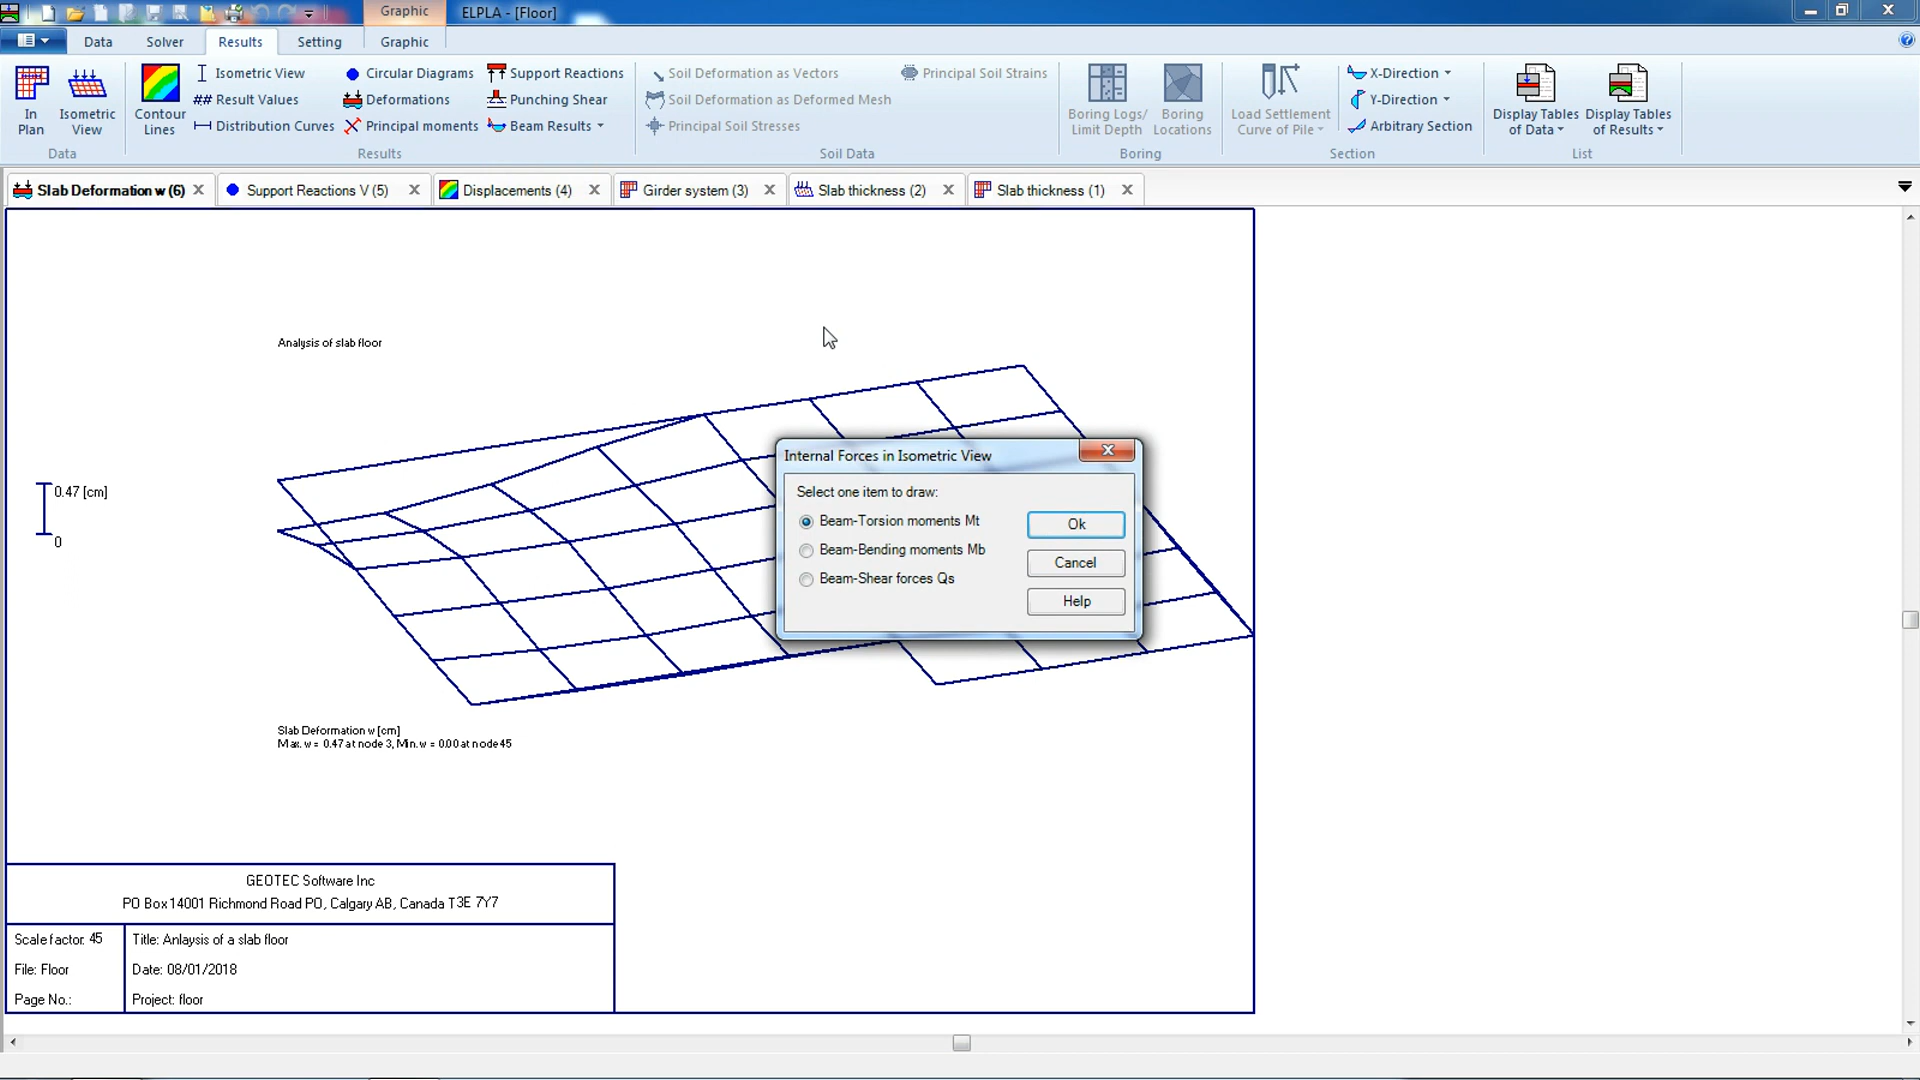 Graphic
ELPLA - [Floor]
Data
Solver
Results
Setting
Graphic
In Plan
Isometric View
Data
Contour Lines
Isometric View
## Result Values
Distribution Curves
Circular Diagrams
Deformations
Principal moments
Support Reactions
Punching Shear
Beam Results
Results
Soil Deformation as Vectors
Soil Deformation as Deformed Mesh
Principal Soil Stresses
Principal Soil Strains
Soil Data
Boring Logs/ Limit Depth
Boring Locations
Boring
Load Settlement Curve of Pile
X-Direction
Y-Direction
Arbitrary Section
Section
Display Tables of Data
Display Tables of Results
List
Slab Deformation w (6)
Support Reactions V (5)
Displacements (4)
Girder system (3)
Slab thickness (2)
Slab thickness (1)
Analysis of slab floor
0.47 [cm]
0
Internal Forces in Isometric View
Select one item to draw:
Beam-Torsion moments Mt
Beam-Bending moments Mb
Beam-Shear forces Qs
Ok
Cancel
Help
Slab Deformation w [cm]
Max. w = 0.47 at node 3, Min. w = 0.00 at node 45
GEOTEC Software Inc
PO Box 14001 Richmond Road PO, Calgary AB, Canada T3E 7Y7
Scale factor: 45
Title: Anlaysis of a slab floor
File: Floor
Date: 08/01/2018
Page No.:
Project: floor